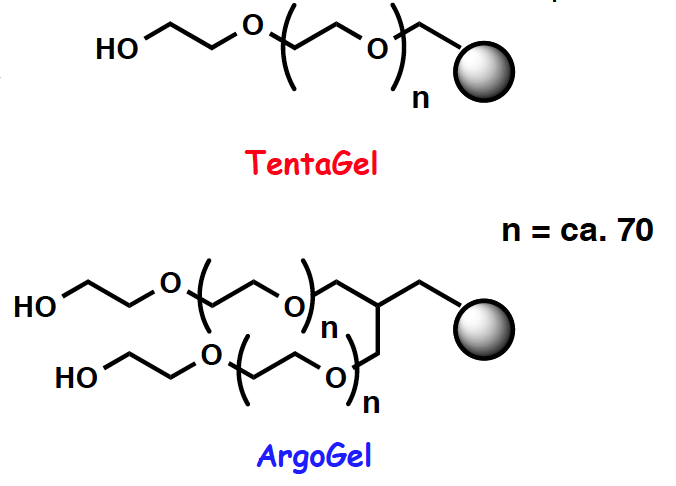 HO O O n
TentaGel
n = ca. 70
HO O O n
HO O O n
ArgoGel